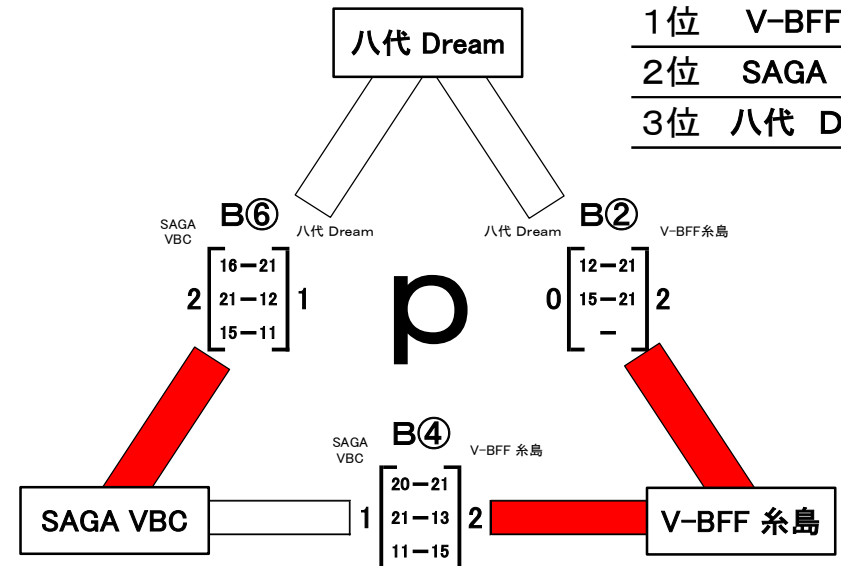 八代 Dream
1位 V-BFF
2位 SAGA
3位 八代 D
B⑥
SAGA
VBC
八代 Dream
2
16－21
21－12
15－11
1
B②
八代 Dream
V-BFF糸島
0
12－21
15－21
－
2
p
B④
SAGA
VBC
V-BFF 糸島
1
20－21
21－13
11－15
2
SAGA VBC
V-BFF 糸島